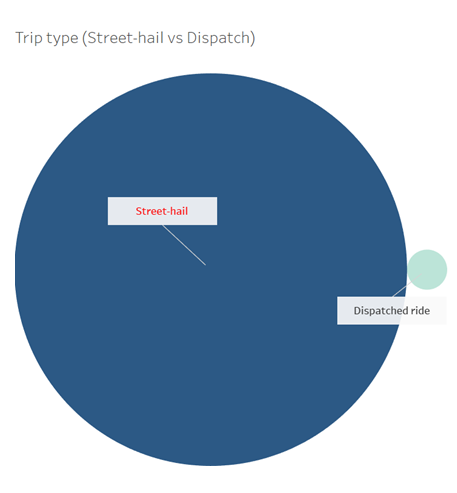 Trip type (Street-hail vs Dispatch)
Street-hail
Dispatched ride